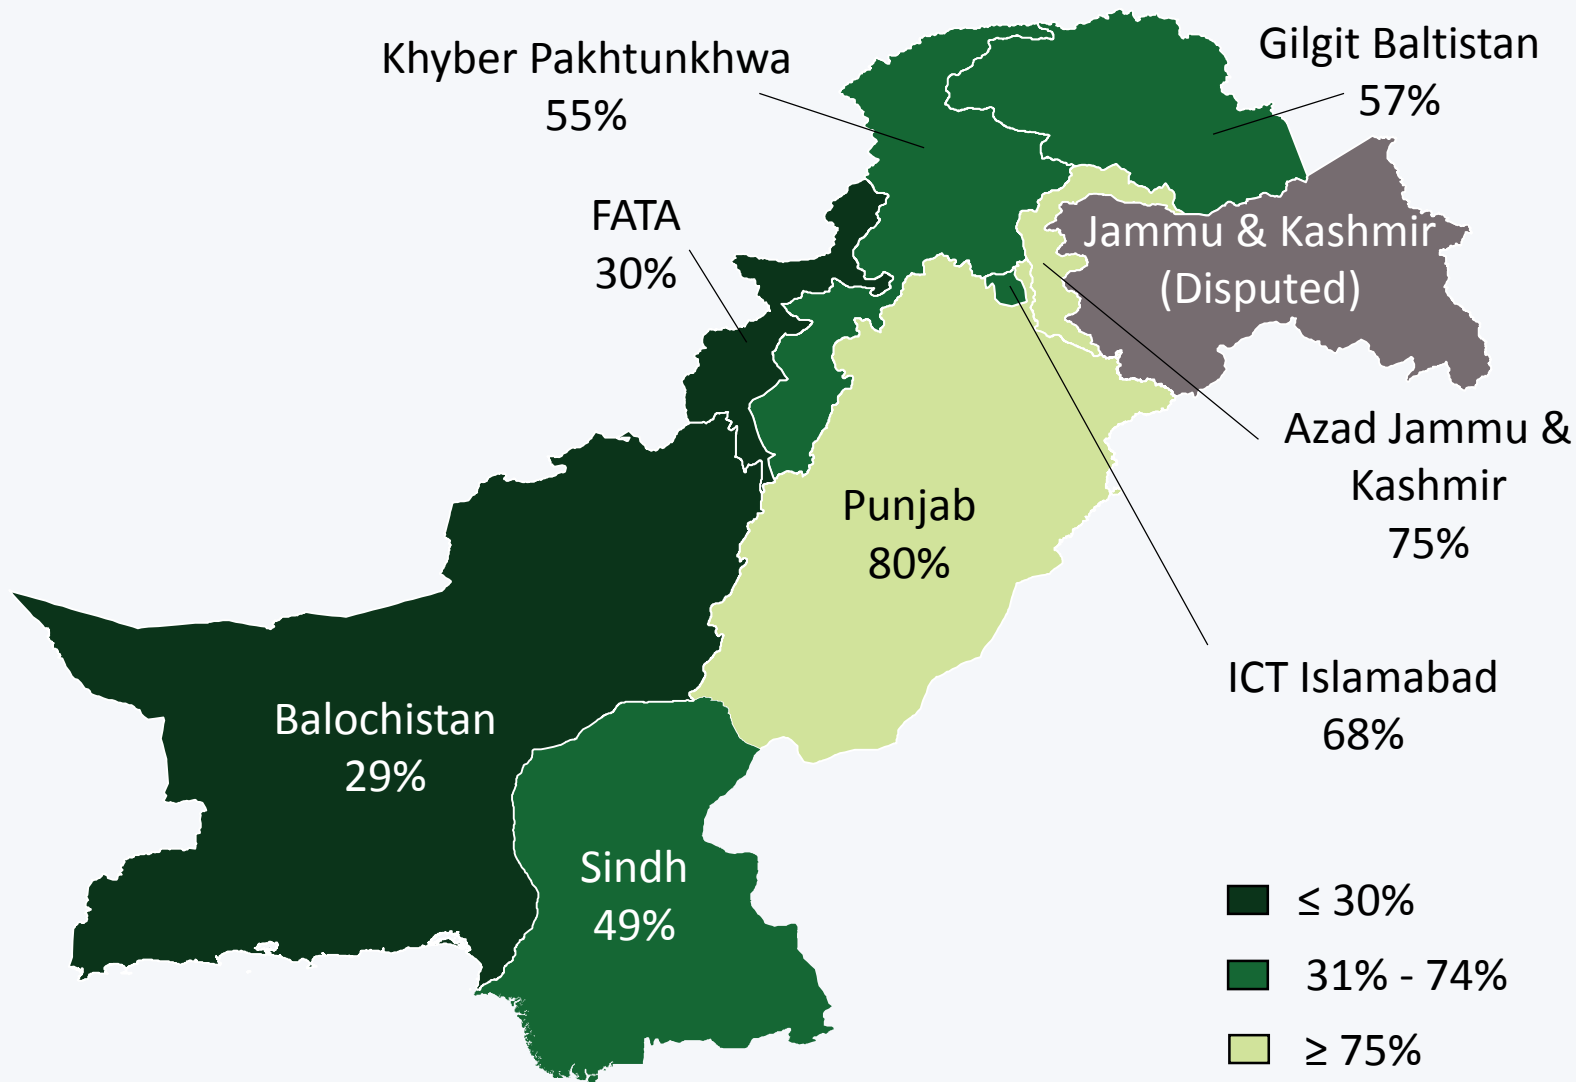 Khyber Pakhtunkhwa
55%
Gilgit Baltistan
57%
FATA
30%
Jammu & Kashmir
(Disputed)
Azad Jammu &
Kashmir
75%
Punjab
80%
ICT Islamabad
68%
Balochistan
29%
Sindh
49%
≤ 30%
31% - 74%
≥ 75%